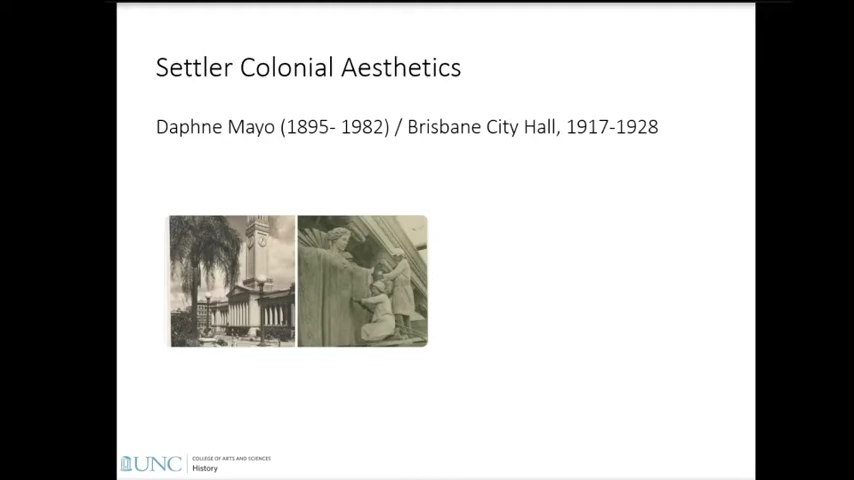 Settler Colonial Aesthetics
Daphne Mayo (1895- 1982) / Brisbane City Hall, 1917-1928
UNC
COLLEGE OF ARTS AND SCIENCES
History